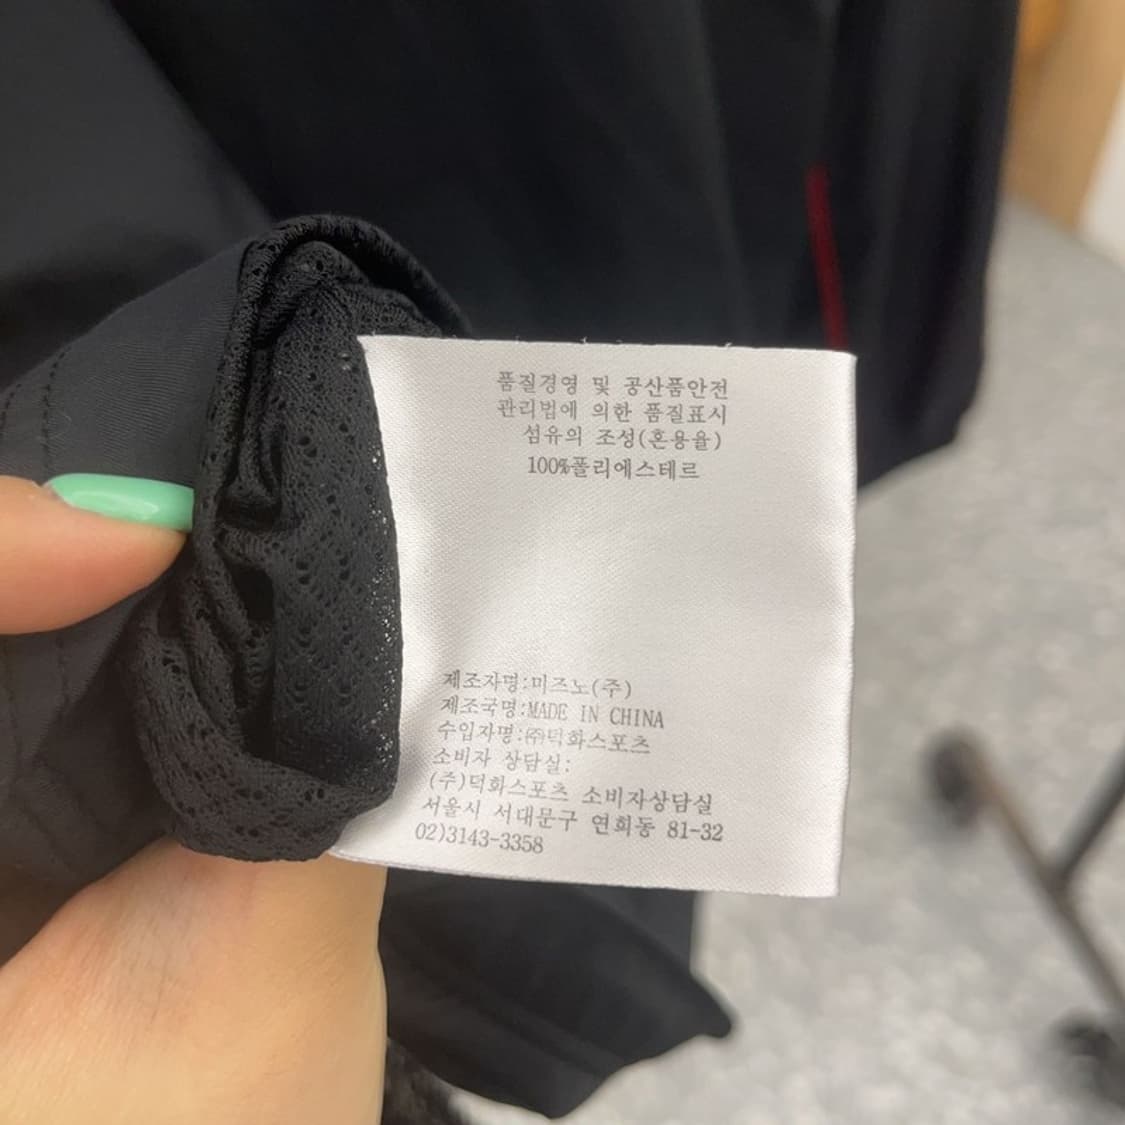 품질경영 및 공산품안전
관리법에 의한 품질표시
섬유의 조성(혼용율)
100%폴리에스테르
제조자명:미즈노(주)
제조국명:MADE IN CHINA
수입자명:㈜덕화스포츠
소비자 상담실:
(주)덕화스포츠 소비자상담실
서울시 서대문구 연희동 81-32
02)3143-3358